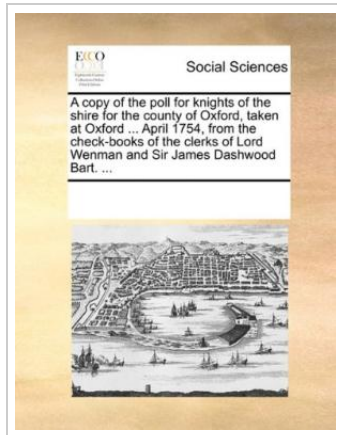 ECCO
Social Sciences
A copy of the poll for knights of the
shire for the county of Oxford, taken
at Oxford ... April 1754, from the
check-books of the clerks of Lord
Wenman and Sir James Dashwood
Bart. ...